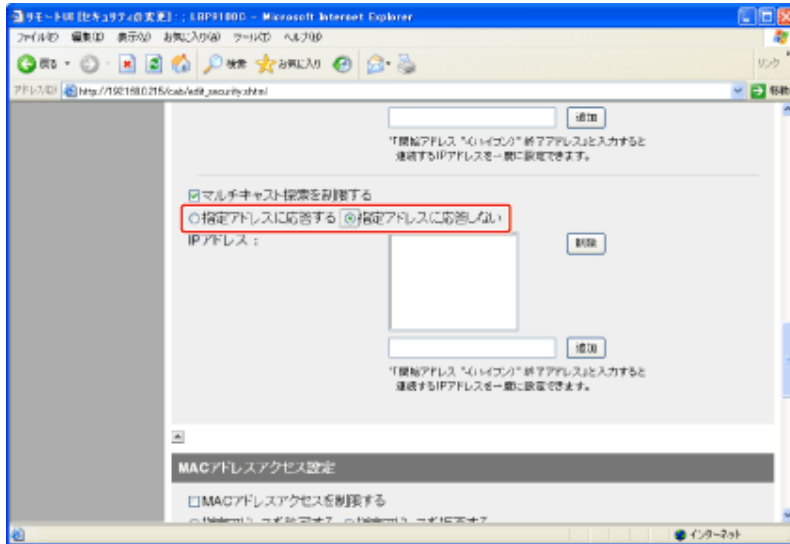 リモートUI [セキュリティの変更] : ; LBP9100C - Microsoft Internet Explorer
ファイル(F) 編集(E) 表示(V) お気に入り(A) ツール(T) ヘルプ(H)
戻る 検索 お気に入り リンク
アドレス(D) http://192.168.0.215/cab/edit_security.shtml 移動
追加
"「開始アドレス "-(ハイフン)" 終了アドレス」と入力すると
連続するIPアドレスを一度に設定できます。
マルチキャスト探索を制限する
指定アドレスに応答する 指定アドレスに応答しない
IPアドレス : 削除
追加
"「開始アドレス "-(ハイフン)" 終了アドレス」と入力すると
連続するIPアドレスを一度に設定できます。
MACアドレスアクセス設定
MACアドレスアクセスを制限する
インターネット